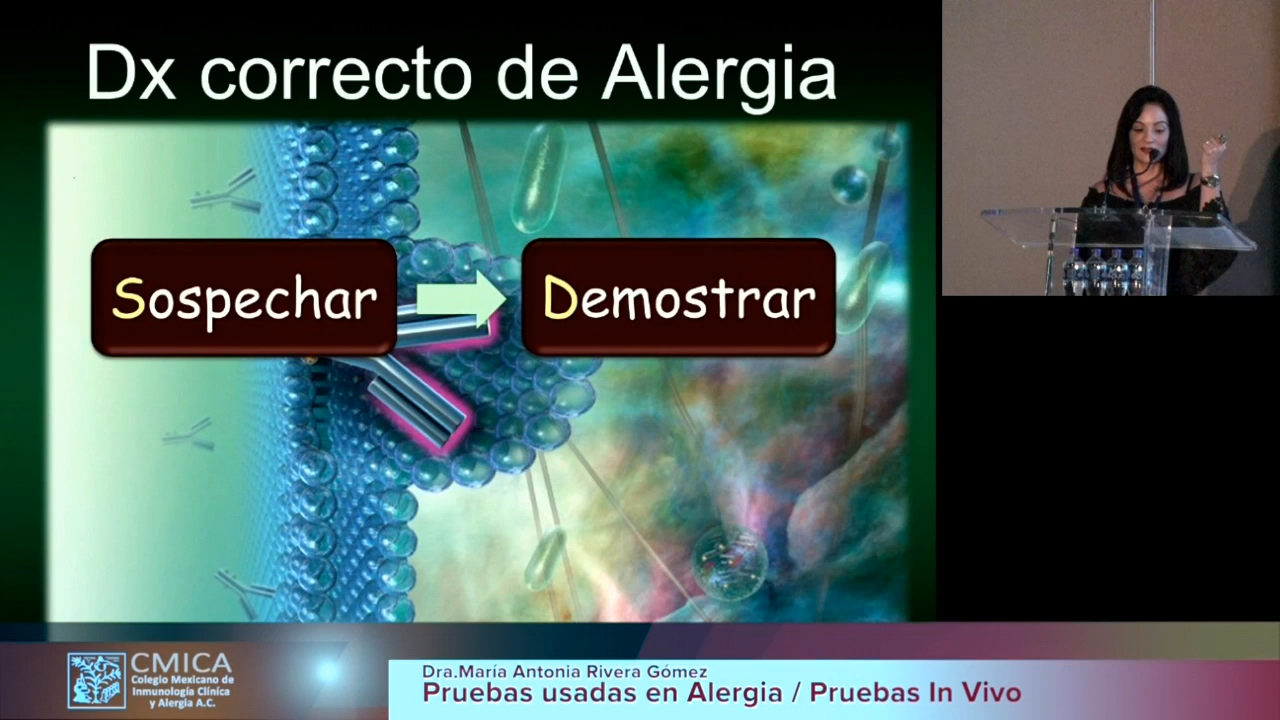 Dx correcto de Alergia
Sospechar
Demostrar
CMICA
Colegio Mexicano de
Inmunología Clínica
y Alergia A.C.
Dra.María Antonia Rivera Gómez
Pruebas usadas en Alergia / Pruebas In Vivo